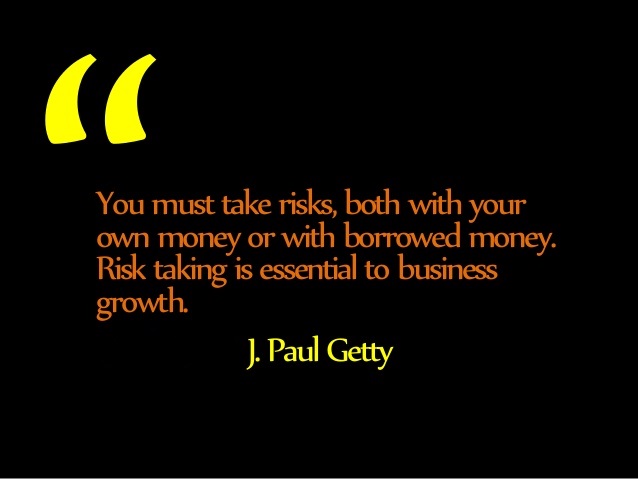 “
You must take risks, both with your
own money or with borrowed money.
Risk taking is essential to business
growth.
J. Paul Getty